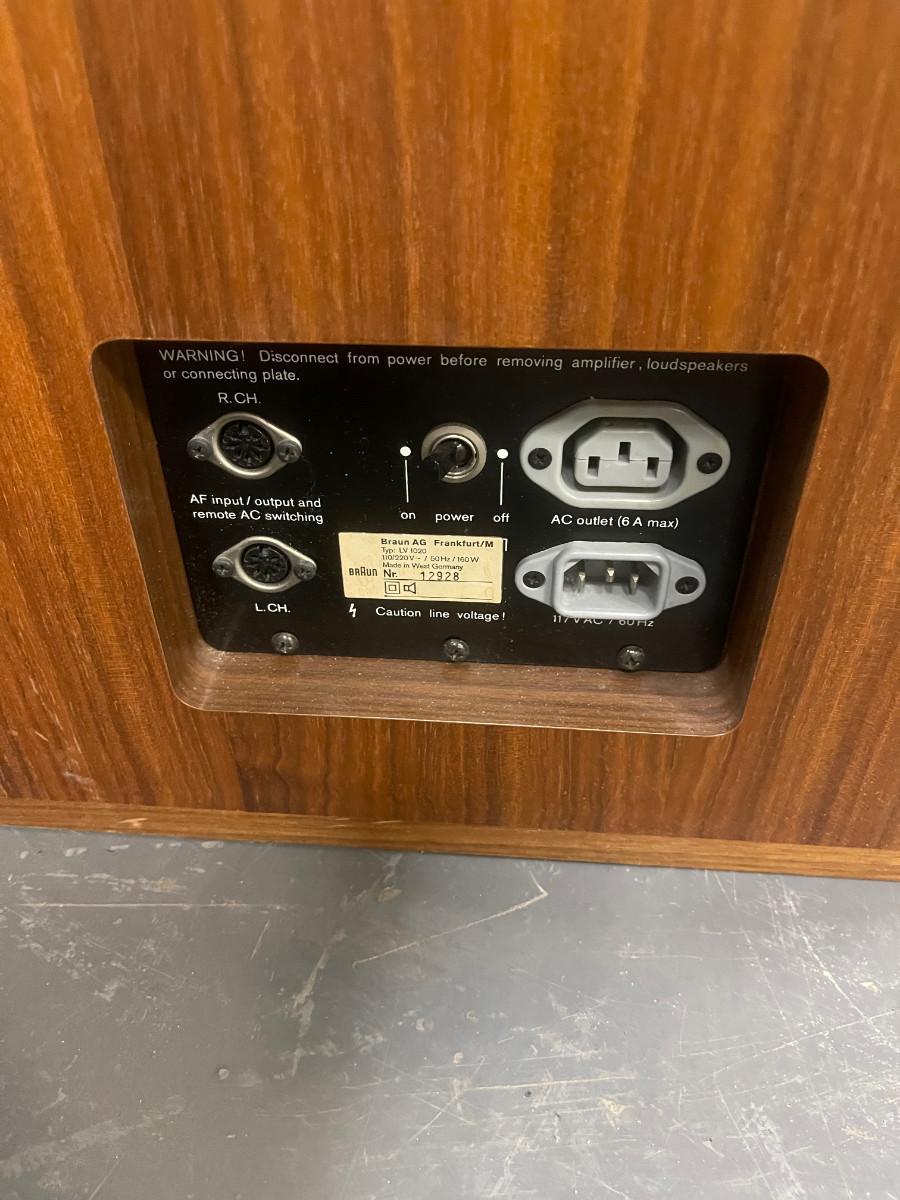 WARNING! Disconnect from power before removing amplifier, loudspeakers
or connecting plate.
R.CH.
AF input / output and
remote AC switching
on power off
AC outlet (6 A max)
Braun AG Frankfurt/M
Typ: LV 1020
110/220V~ / 50Hz / 160W
Made in West Germany
BRAUN Nr. 12928
L.CH.
Caution line voltage!
117 V AC / 60 Hz